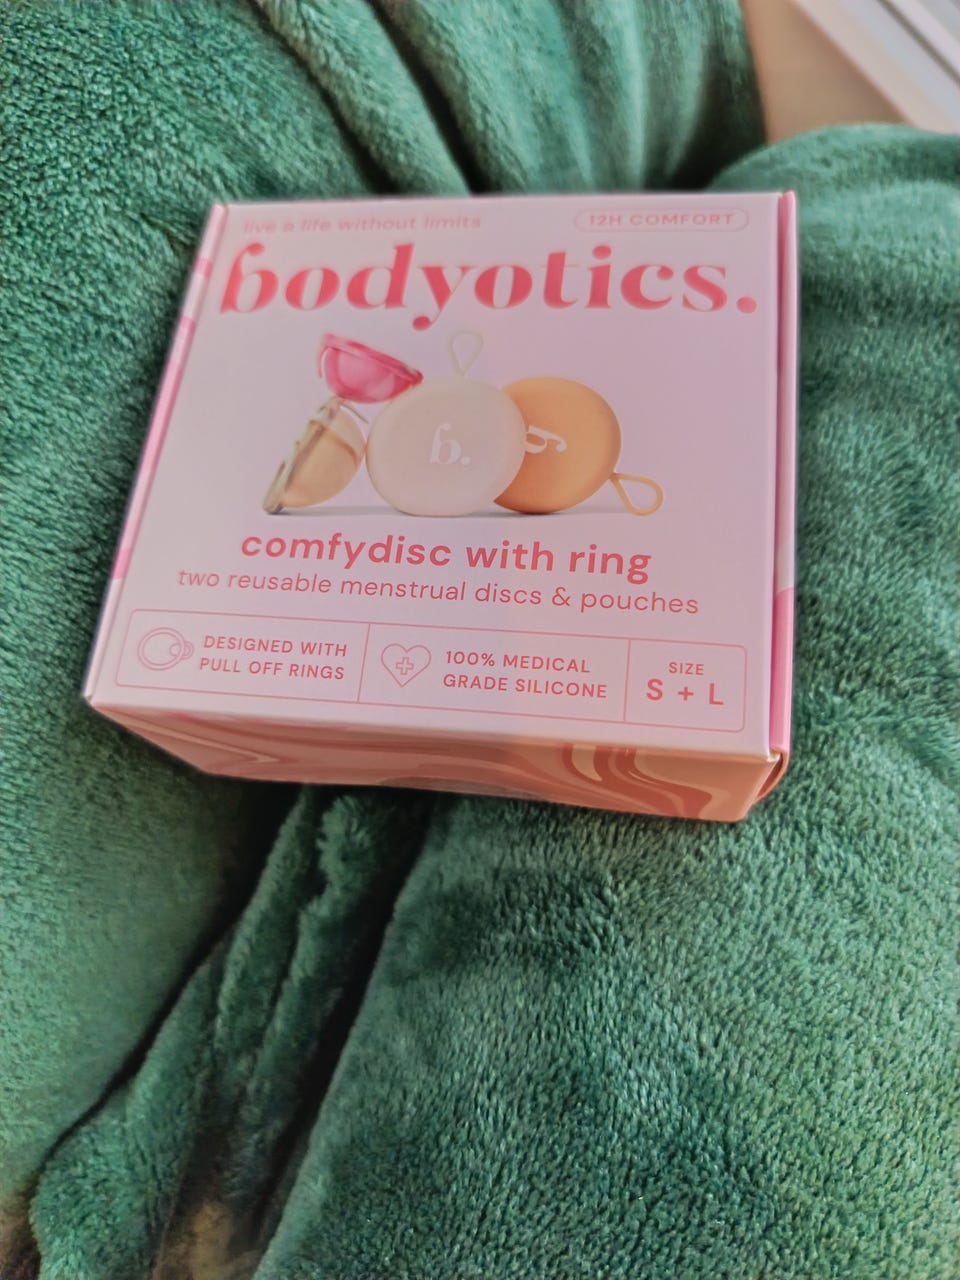 live a life without limits
12H COMFORT
bodyotics.
b.
b
comfydisc with ring
two reusable menstrual discs & pouches
DESIGNED WITH
PULL OFF RINGS
100% MEDICAL
GRADE SILICONE
SIZE
S + L